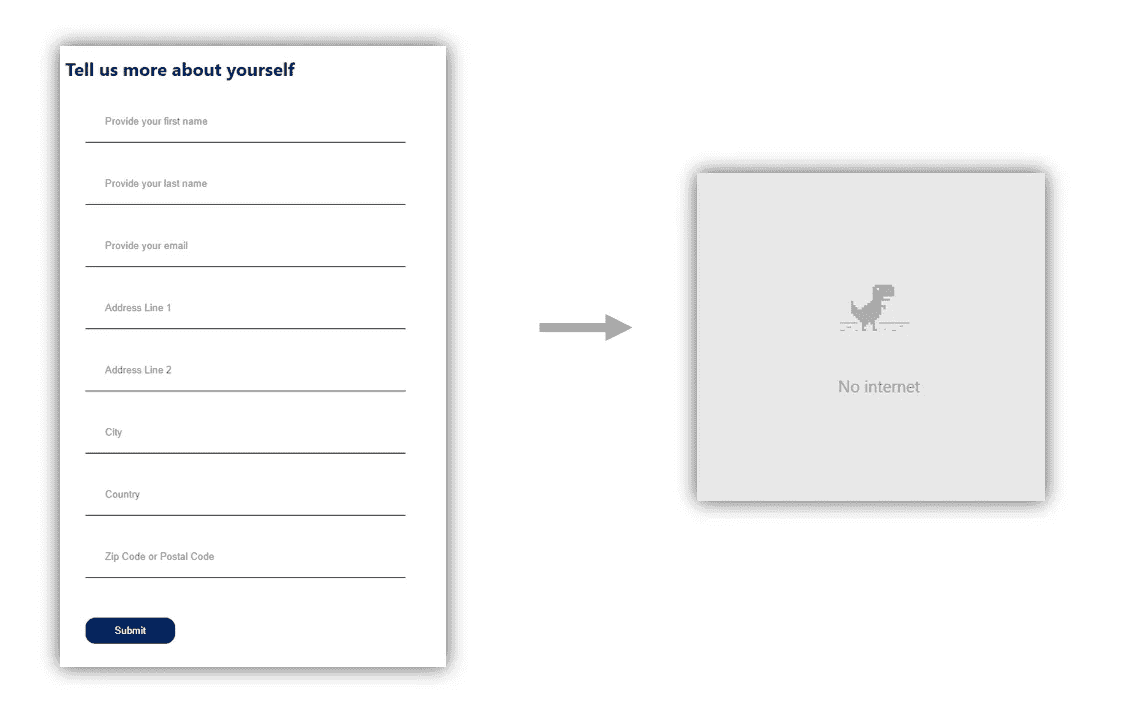 Tell us more about yourself
Provide your first name
Provide your last name
Provide your email
Address Line 1
Address Line 2
City
Country
Zip Code or Postal Code
Submit
No internet